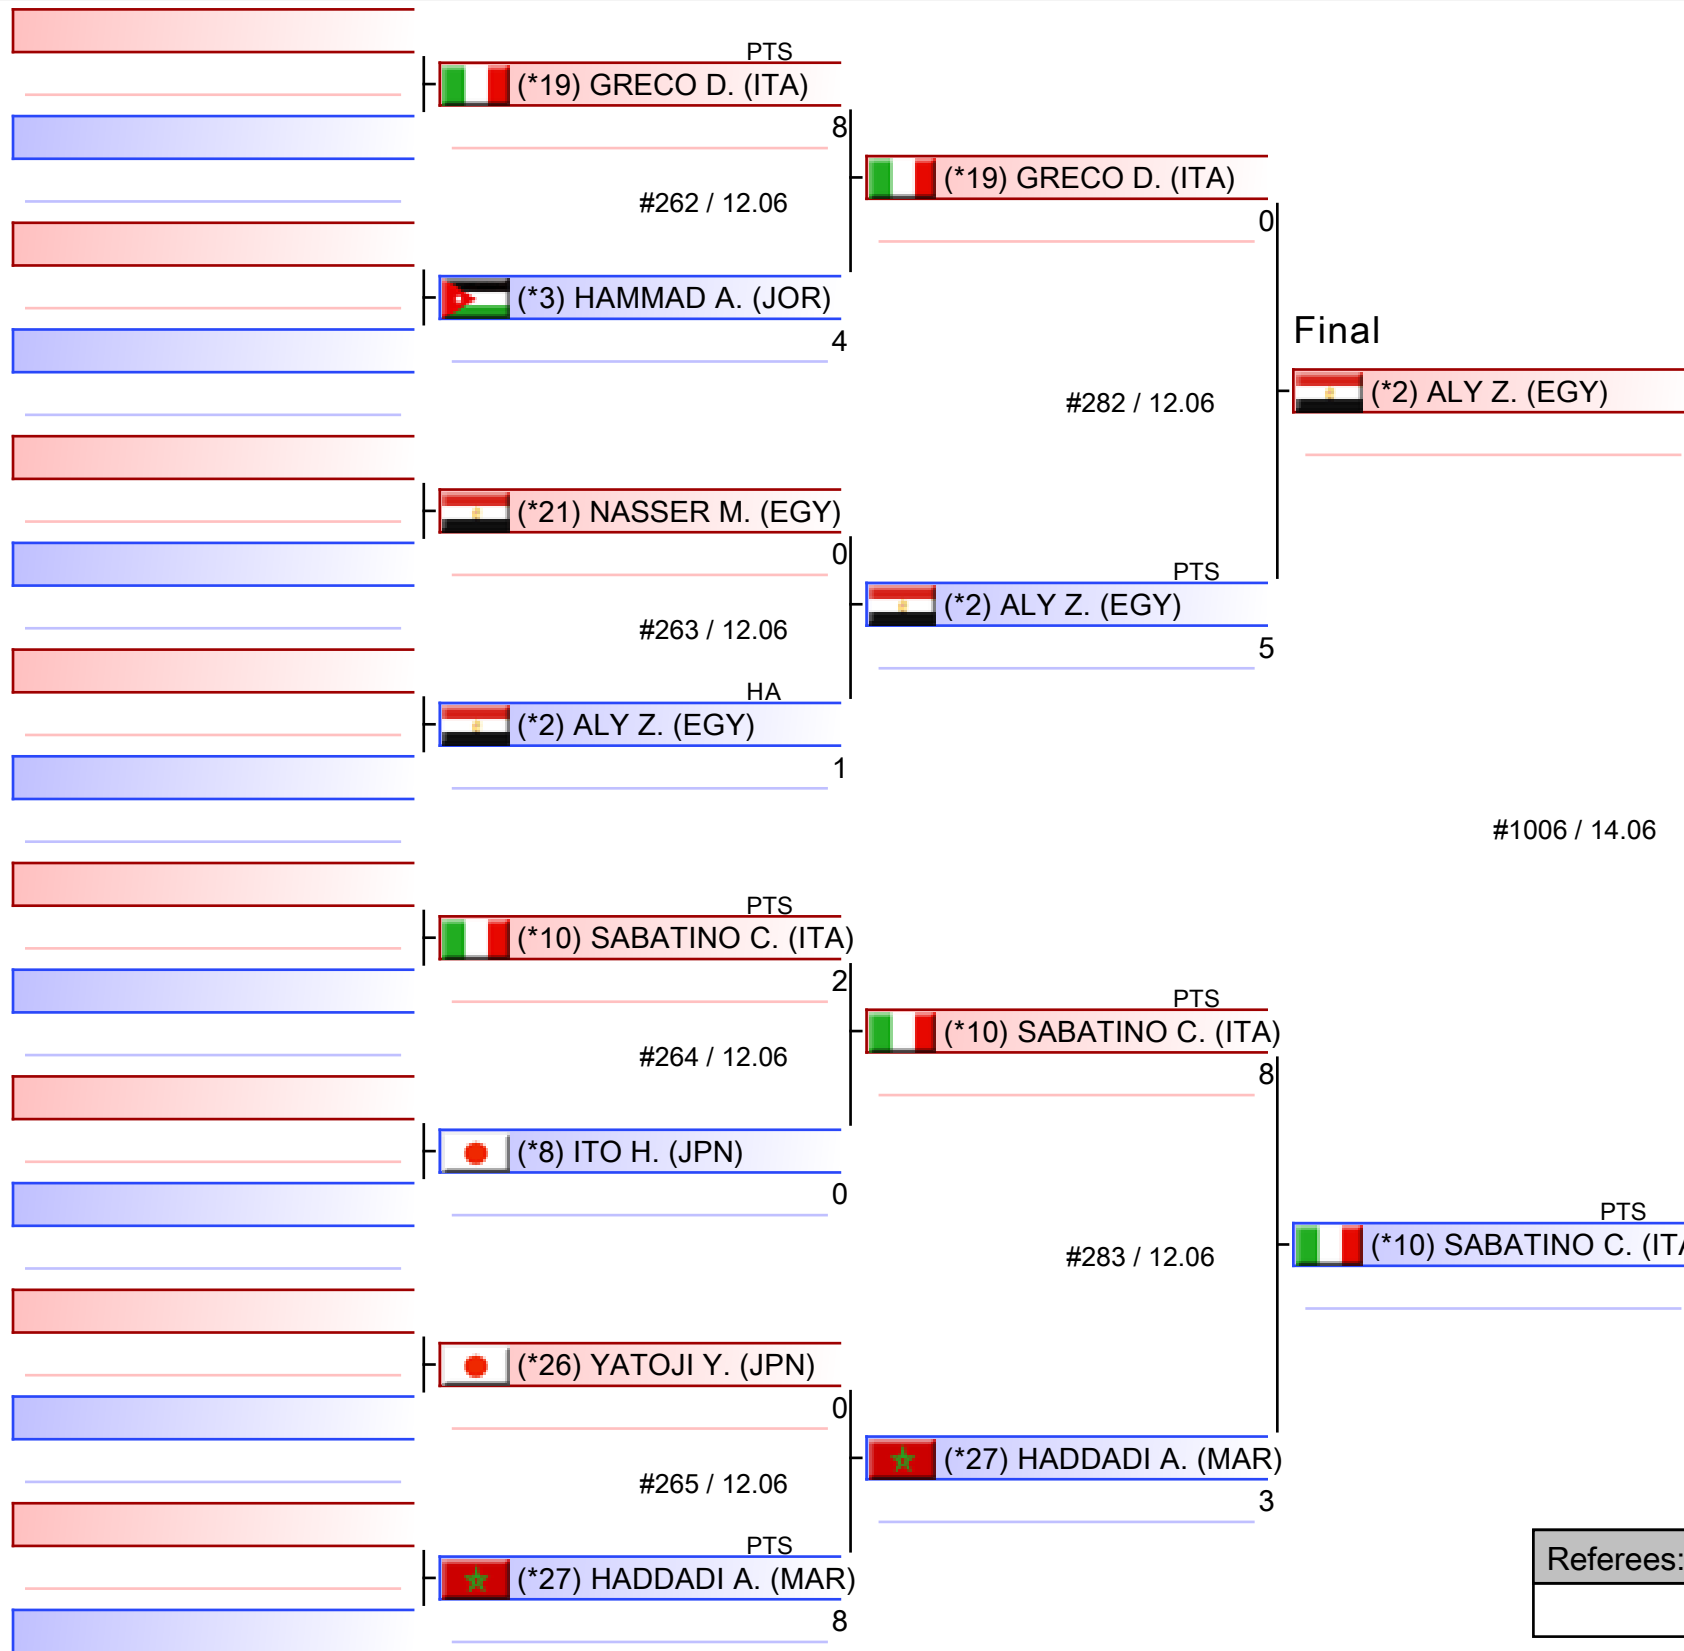 PTS
(*19) GRECO D. (ITA)
8
#262 / 12.06
(*3) HAMMAD A. (JOR)
4
(*21) NASSER M. (EGY)
0
#263 / 12.06
HA
(*2) ALY Z. (EGY)
1
PTS
(*10) SABATINO C. (ITA)
2
#264 / 12.06
(*8) ITO H. (JPN)
0
(*26) YATOJI Y. (JPN)
0
#265 / 12.06
PTS
(*27) HADDADI A. (MAR)
8
(*19) GRECO D. (ITA)
0
#282 / 12.06
PTS
(*2) ALY Z. (EGY)
5
PTS
(*10) SABATINO C. (ITA)
8
#283 / 12.06
(*27) HADDADI A. (MAR)
3
Final
(*2) ALY Z. (EGY)
#1006 / 14.06
PTS
(*10) SABATINO C.
Referees: